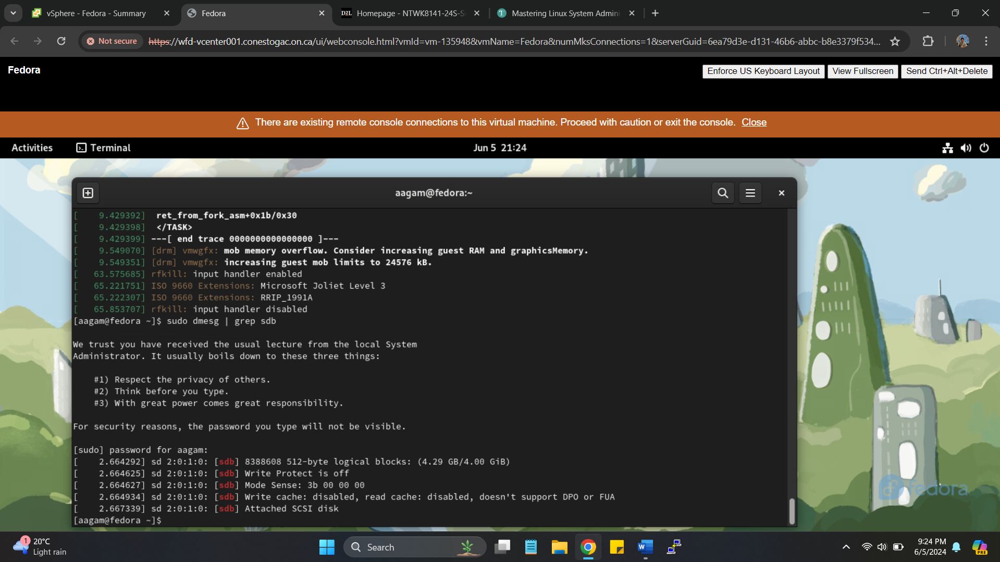 vSphere - Fedora - Summary
Fedora
D2L Homepage - NTWK8141-24S-S
T Mastering Linux System Admini
Not secure
https://wfd-vcenter001.conestogac.on.ca/ui/webconsole.html?vmId=vm-135948&vmName=Fedora&numMksConnections=1&serverGuid=6ea79d3e-d131-46b6-abbc-b8e3379f534...
Fedora
Enforce US Keyboard Layout
View Fullscreen
Send Ctrl+Alt+Delete
There are existing remote console connections to this virtual machine. Proceed with caution or exit the console. Close
Activities
Terminal
Jun 5 21:24
aagam@fedora:~
[    9.429392]  ret_from_fork_asm+0x1b/0x30
[    9.429398]  </TASK>
[    9.429399] ---[ end trace 0000000000000000 ]---
[    9.549070] [drm] vmwgfx: mob memory overflow. Consider increasing guest RAM and graphicsMemory.
[    9.549351] [drm] vmwgfx: increasing guest mob limits to 24576 kB.
[   63.575685] rfkill: input handler enabled
[   65.221751] ISO 9660 Extensions: Microsoft Joliet Level 3
[   65.222307] ISO 9660 Extensions: RRIP_1991A
[   65.853707] rfkill: input handler disabled
[aagam@fedora ~]$ sudo dmesg | grep sdb
We trust you have received the usual lecture from the local System
Administrator. It usually boils down to these three things:
#1) Respect the privacy of others.
#2) Think before you type.
#3) With great power comes great responsibility.
For security reasons, the password you type will not be visible.
[sudo] password for aagam:
[    2.664292] sd 2:0:1:0: [sdb] 8388608 512-byte logical blocks: (4.29 GB/4.00 GiB)
[    2.664625] sd 2:0:1:0: [sdb] Write Protect is off
[    2.664627] sd 2:0:1:0: [sdb] Mode Sense: 3b 00 00 00
[    2.664934] sd 2:0:1:0: [sdb] Write cache: disabled, read cache: disabled, doesn't support DPO or FUA
[    2.667339] sd 2:0:1:0: [sdb] Attached SCSI disk
[aagam@fedora ~]$
fedora
1
20°C
Light rain
Search
W
9:24 PM
6/5/2024
PRE